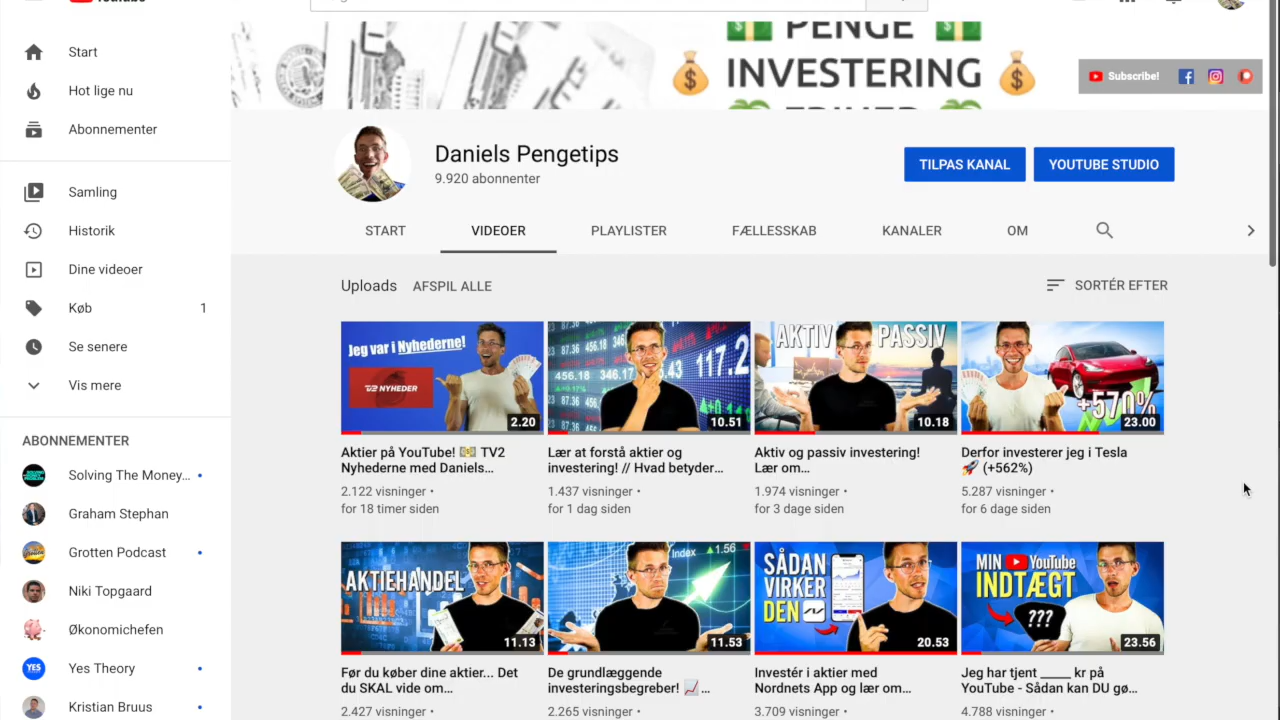 Start
Hot lige nu
Abonnementer
Samling
Historik
Dine videoer
Køb 1
Se senere
Vis mere
ABONNEMENTER
Solving The Money...
Graham Stephan
Grotten Podcast
Niki Topgaard
Økonomichefen
Yes Theory
Kristian Bruus
PENGE
INVESTERING
Subscribe!
Daniels Pengetips
9.920 abonnenter
TILPAS KANAL
YOUTUBE STUDIO
START VIDEOER PLAYLISTER FÆLLESSKAB KANALER OM
Uploads AFSPIL ALLE
SORTÉR EFTER
Jeg var i Nyhederne!
TV2 NYHEDER
2.20
Aktier på YouTube! 💵 TV2
Nyhederne med Daniels...
2.122 visninger •
for 18 timer siden
117.2
10.51
Lær at forstå aktier og
investering! // Hvad betyder...
1.437 visninger •
for 1 dag siden
AKTIV PASSIV
10.18
Aktiv og passiv investering!
Lær om...
1.974 visninger •
for 3 dage siden
+570%
23.00
Derfor investerer jeg i Tesla
🚀 (+562%)
5.287 visninger •
for 6 dage siden
AKTIEHANDEL
11.13
Før du køber dine aktier... Det
du SKAL vide om...
2.427 visninger •
Index ▲1.56
11.53
De grundlæggende
investeringsbegreber! 📈...
2.265 visninger •
SÅDAN
VIRKER
DEN
20.53
Investér i aktier med
Nordnets App og lær om...
3.709 visninger •
MIN YouTube
INDTÆGT
???
23.56
Jeg har tjent _____ kr på
YouTube - Sådan kan DU gø...
4.788 visninger •